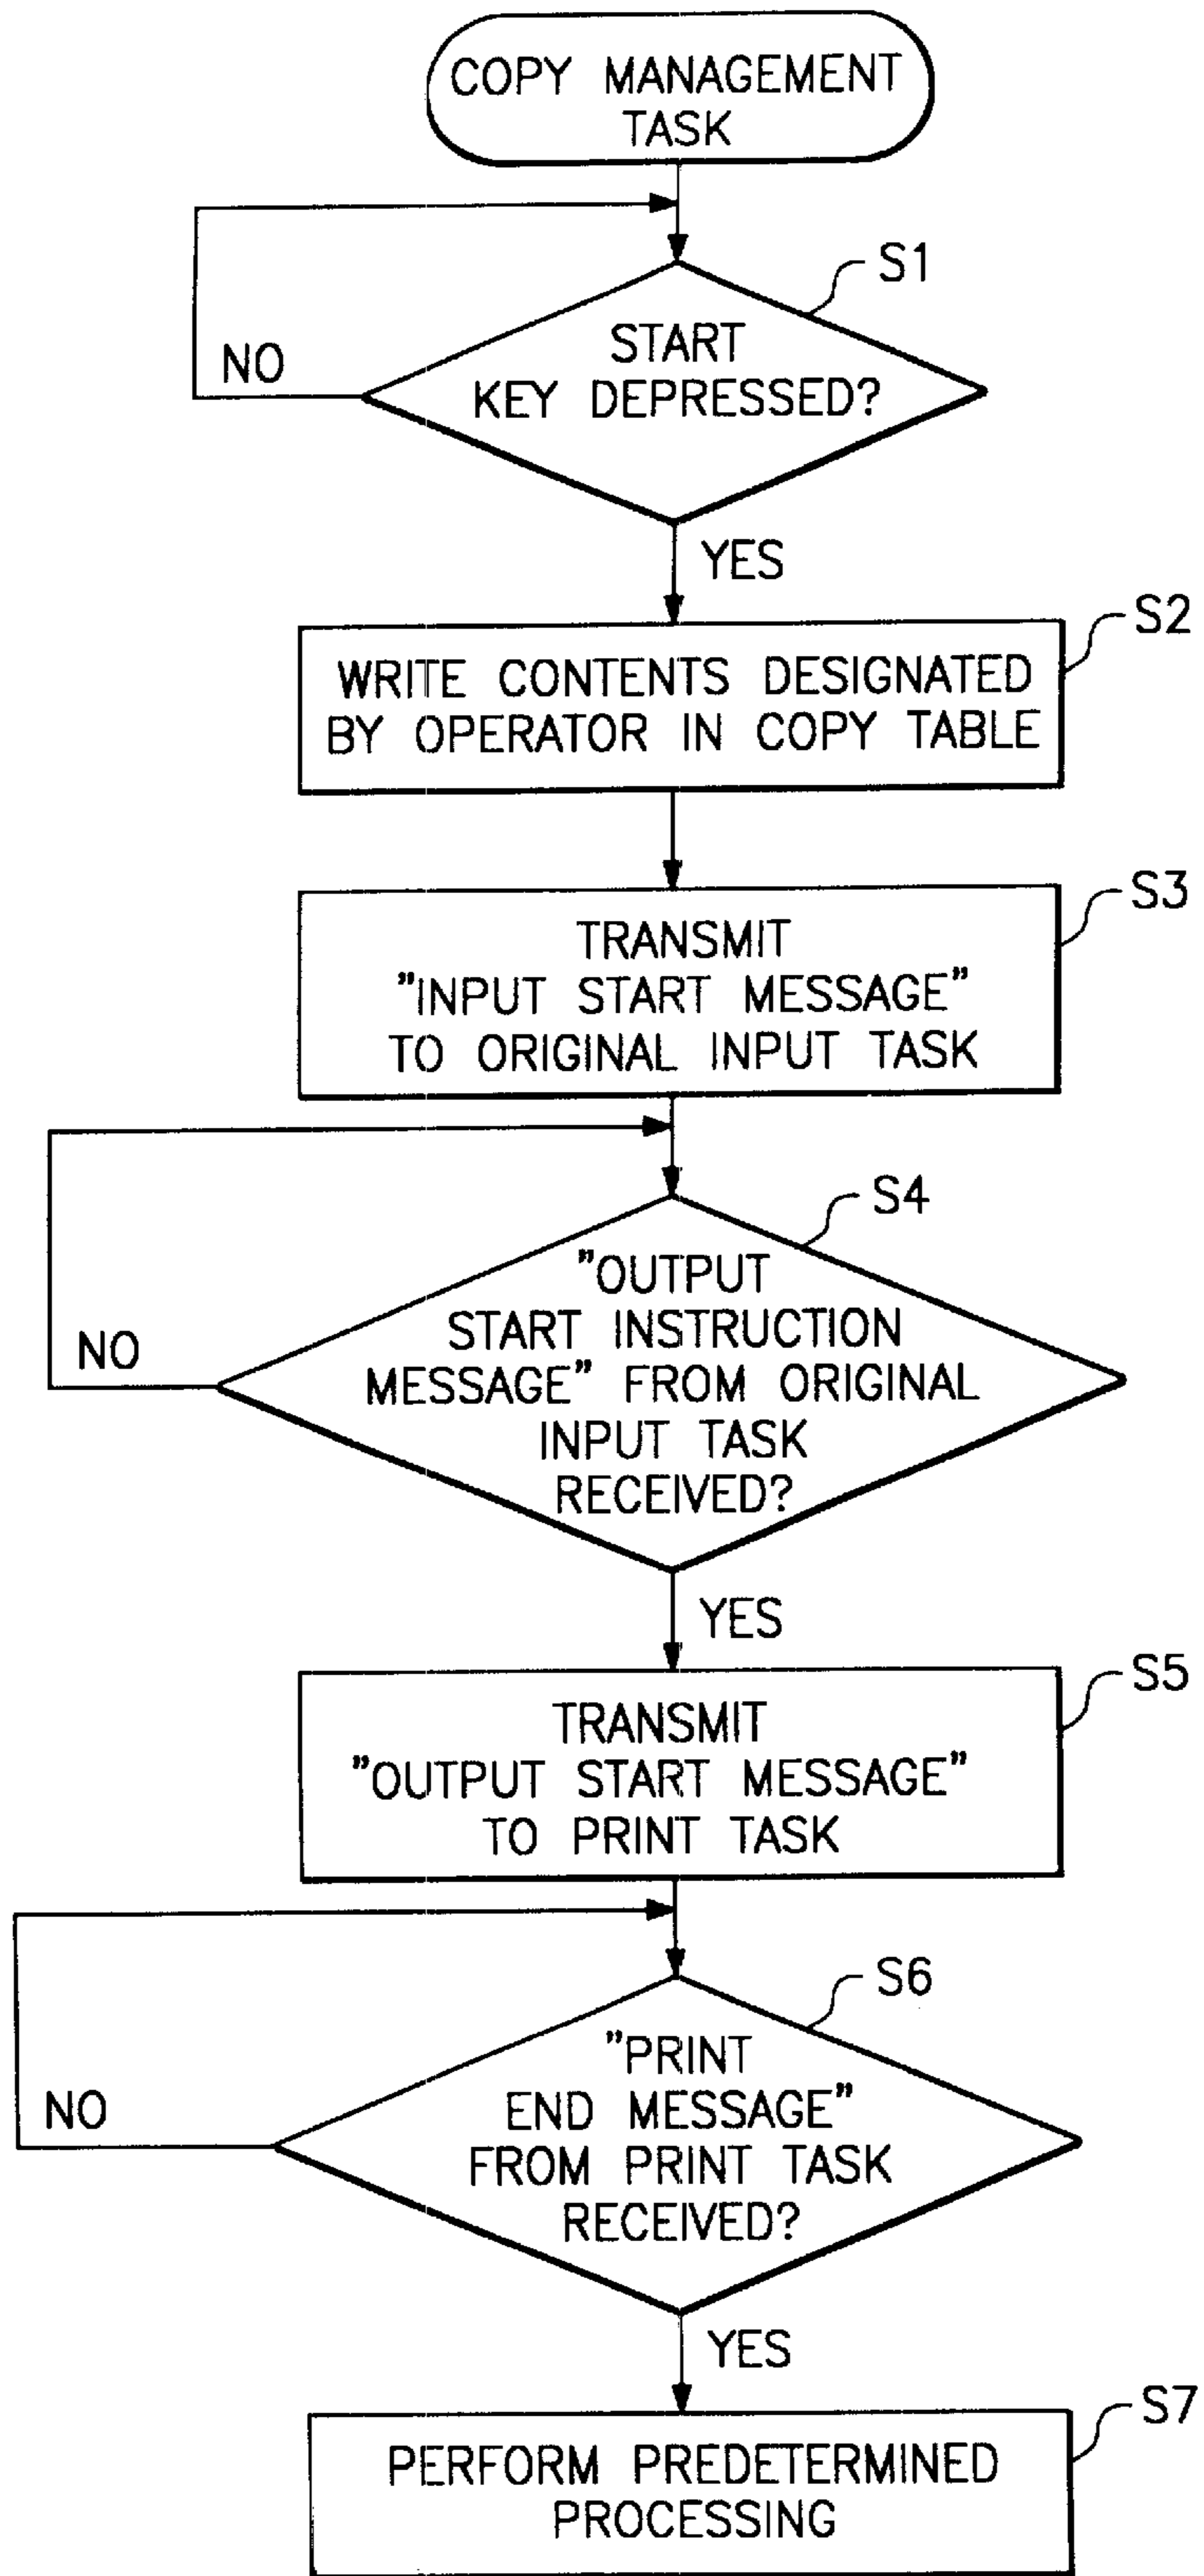 COPY MANAGEMENT
TASK
S1
START
KEY DEPRESSED?
NO
YES
S2
WRITE CONTENTS DESIGNATED
BY OPERATOR IN COPY TABLE
S3
TRANSMIT
"INPUT START MESSAGE"
TO ORIGINAL INPUT TASK
S4
"OUTPUT
START INSTRUCTION
MESSAGE" FROM ORIGINAL
INPUT TASK
RECEIVED?
NO
YES
S5
TRANSMIT
"OUTPUT START MESSAGE"
TO PRINT TASK
S6
"PRINT
END MESSAGE"
FROM PRINT TASK
RECEIVED?
NO
YES
S7
PERFORM PREDETERMINED
PROCESSING